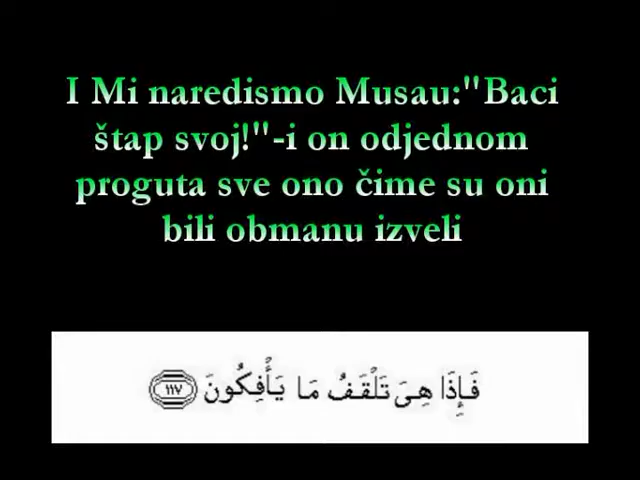 I Mi naredismo Musau:"Baci
štap svoj!"-i on odjednom
proguta sve ono čime su oni
bili obmanu izveli
فَإِذَا هِىَ تَلْقَفُ مَا يَأْفِكُونَ ١١٧